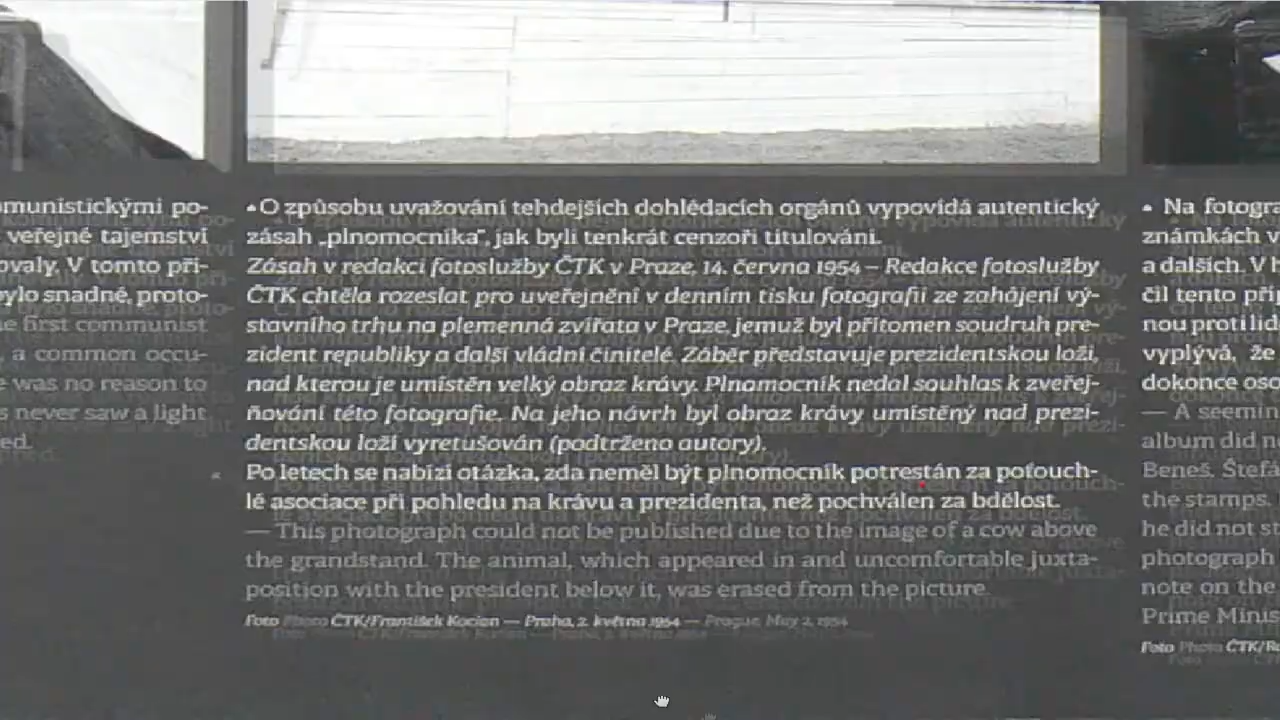 omunistickými po-
veřejné tajemství
ovaly. V tomto pří-
bylo snadné, proto-
e first communist
, a common occu-
e was no reason to
s never saw a light
ed.
O způsobu uvažování tehdejších dohlédacích orgánů vypovídá autentický
zásah „plnomocníka“, jak byli tenkrát cenzoři titulováni.
Zásah v redakci fotoslužby ČTK v Praze, 14. června 1954 – Redakce fotoslužby
ČTK chtěla rozeslat pro uveřejnění v denním tisku fotografii ze zahájení vý-
stavního trhu na plemenná zvířata v Praze, jemuž byl přítomen soudruh pre-
zident republiky a další vládní činitelé. Záběr představuje prezidentskou loži,
nad kterou je umístěn velký obraz krávy. Plnomocník nedal souhlas k zveřej-
ňování této fotografie. Na jeho návrh byl obraz krávy umístěný nad prezi-
dentskou loží vyretušován (podtrženo autory).
Po letech se nabízí otázka, zda neměl být plnomocník potrestán za poťouch-
lé asociace při pohledu na krávu a prezidenta, než pochválen za bdělost.
— This photograph could not be published due to the image of a cow above
the grandstand. The animal, which appeared in and uncomfortable juxta-
position with the president below it, was erased from the picture.
Foto Photo ČTK/František Kocian — Praha, 2. května 1954 — Prague, May 2, 1954
Na fotogra
známkách v
a dalších. V
čil tento pří
nou proti lid
vyplývá, že
dokonce oso
— A seemin
album did n
Beneš, Štefá
the stamps.
he did not s
photograph
note on the
Prime Minis
Foto Photo ČTK/